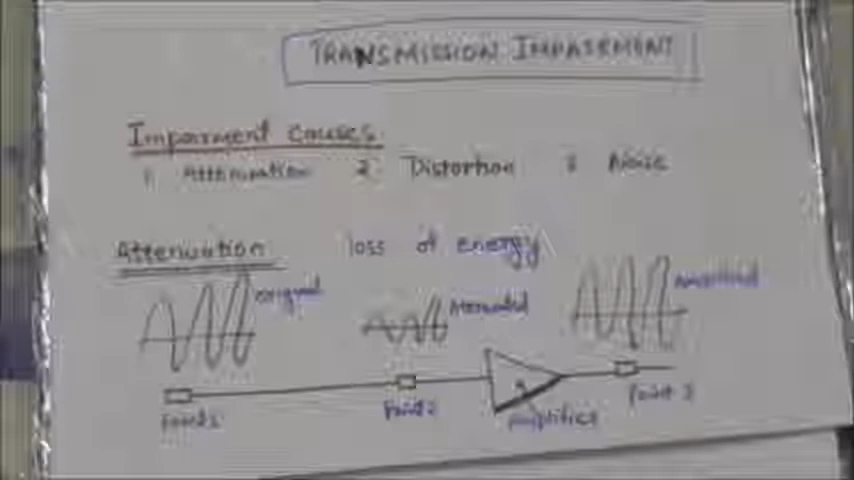 TRANSMISSION IMPAIRMENT
Impairment causes
1 Attenuation 2 Distortion 3 Noise
Attenuation loss of energy
original Attenuated Amplified
Point 1 Point 2 Amplifier Point 3